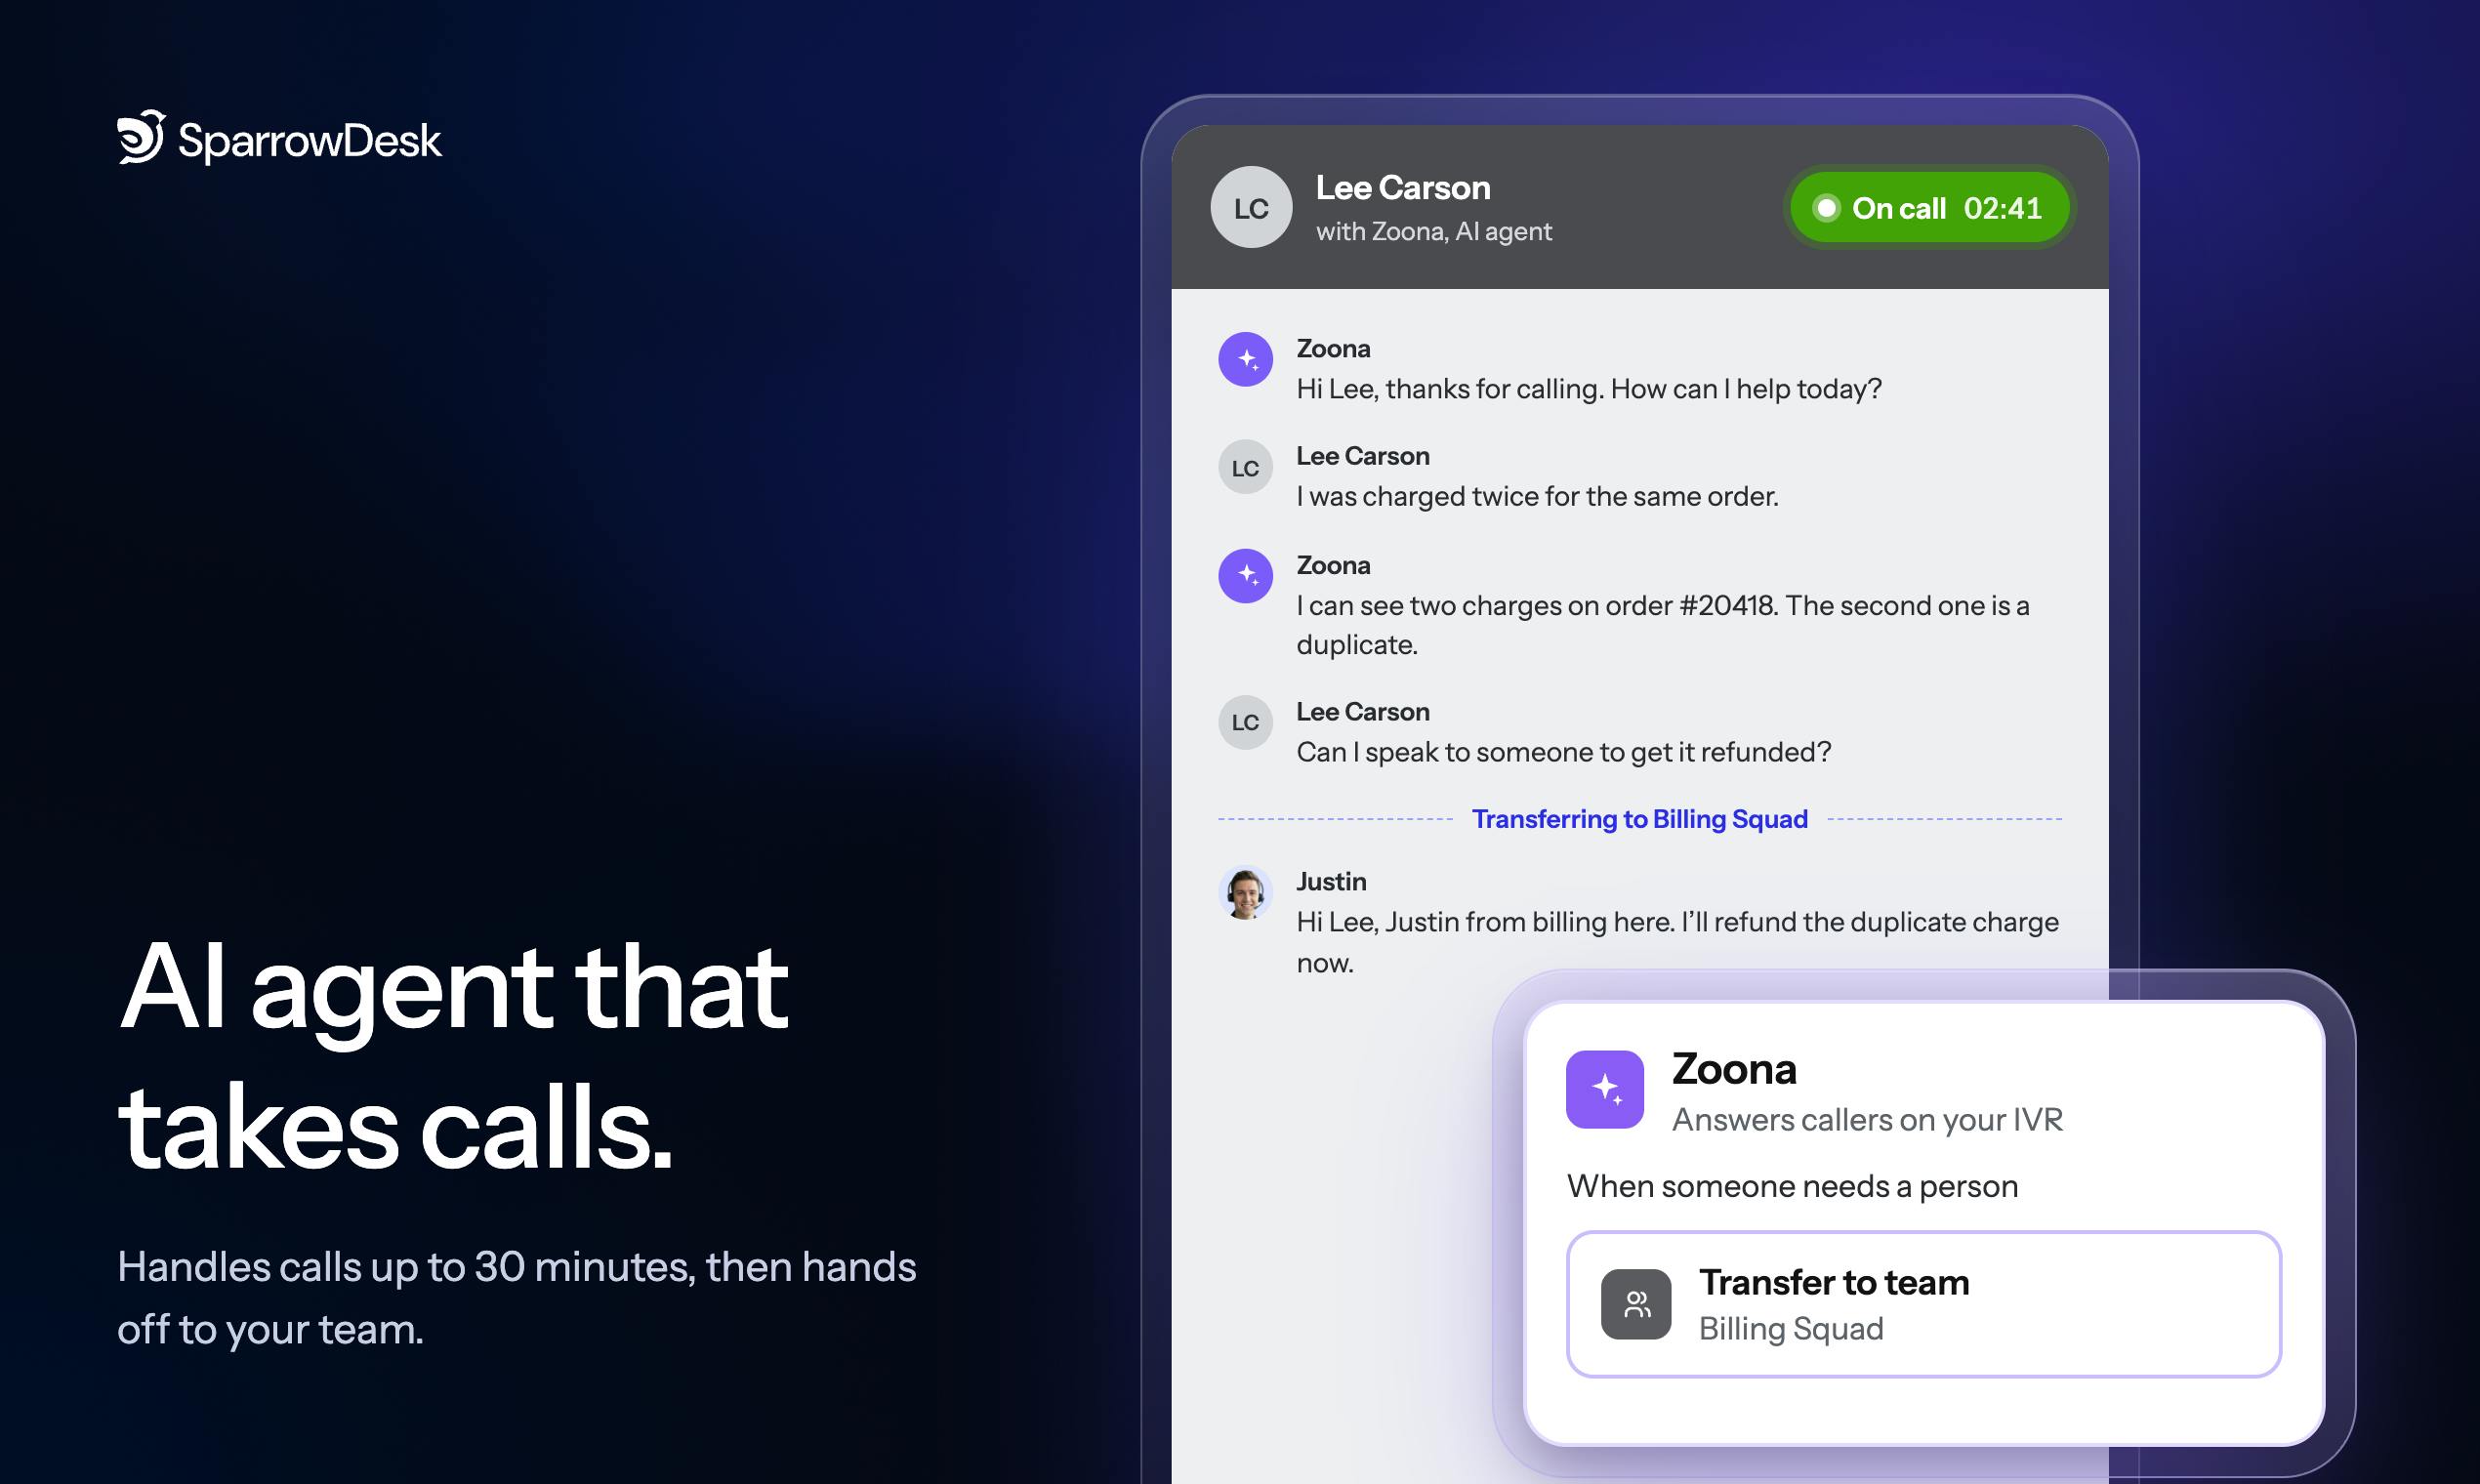 SparrowDesk
AI agent that
takes calls.
Handles calls up to 30 minutes, then hands
off to your team.
LC
Lee Carson
with Zoona, AI agent
On call 02:41
Zoona
Hi Lee, thanks for calling. How can I help today?
LC
Lee Carson
I was charged twice for the same order.
Zoona
I can see two charges on order #20418. The second one is a
duplicate.
LC
Lee Carson
Can I speak to someone to get it refunded?
Transferring to Billing Squad
Justin
Hi Lee, Justin from billing here. I’ll refund the duplicate charge
now.
Zoona
Answers callers on your IVR
When someone needs a person
Transfer to team
Billing Squad